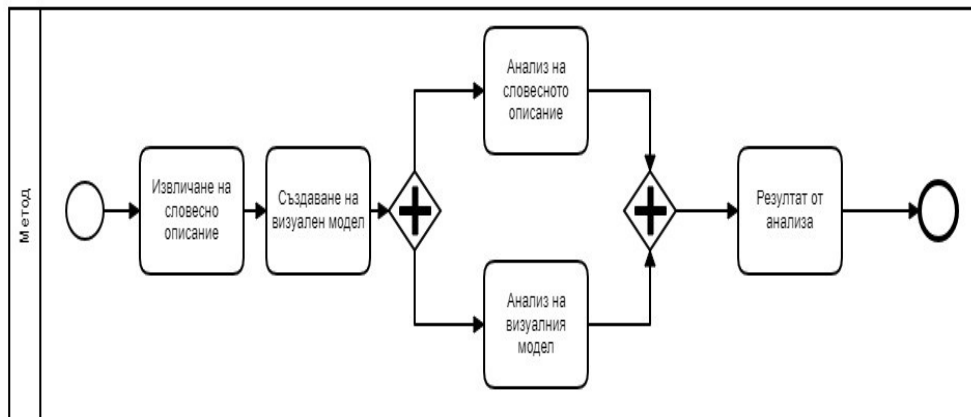 Метод
Извличане на
словесно
описание
Създаване на
визуален модел
Анализ на
словесното
описание
Анализ на
визуалния
модел
Резултат от
анализа